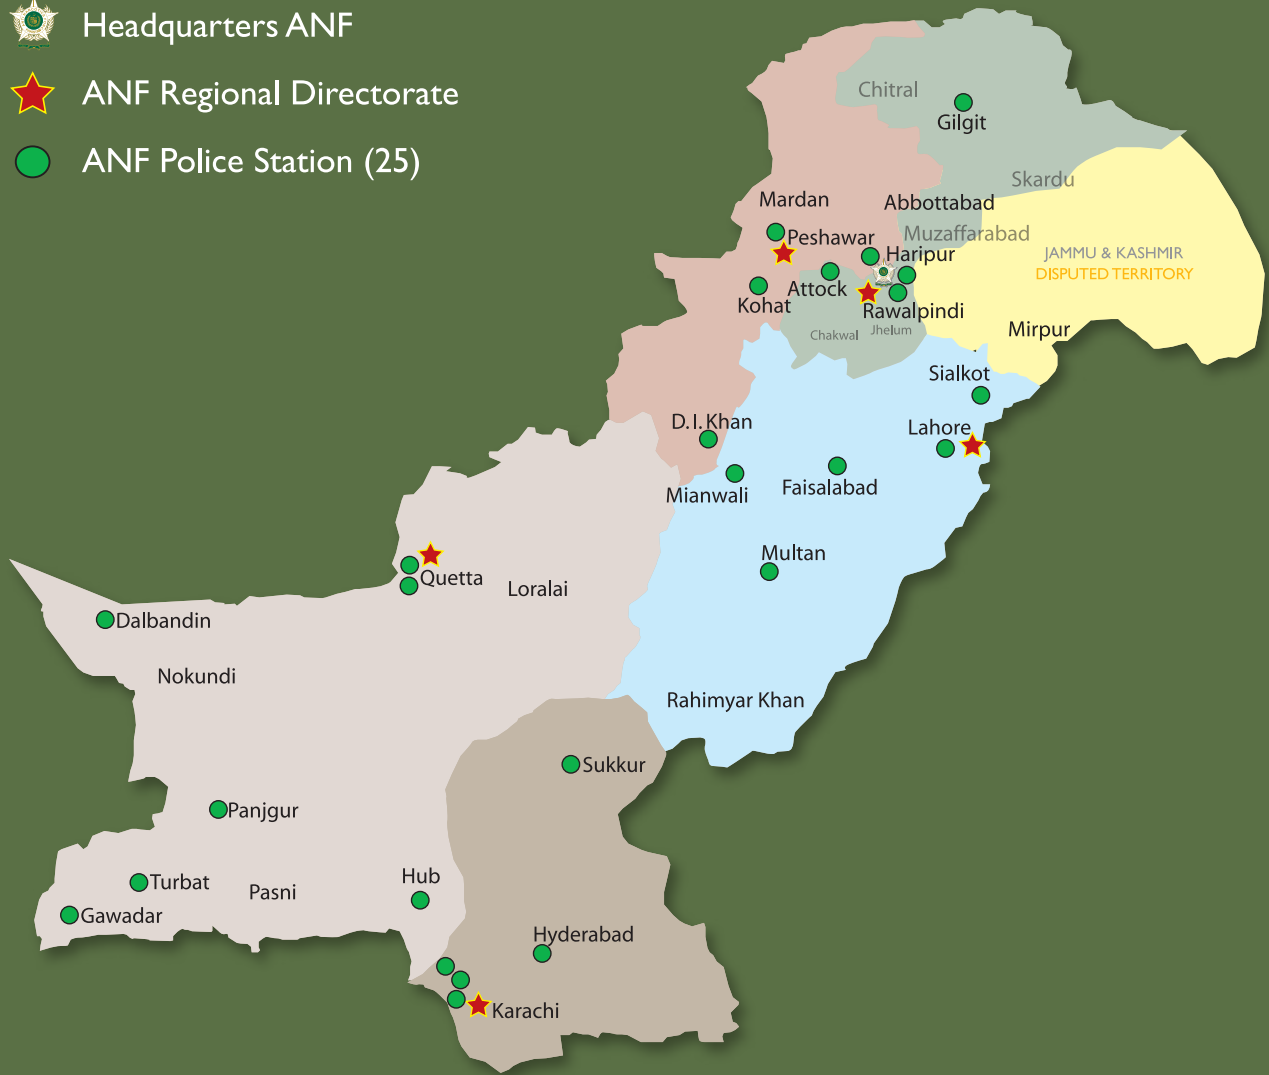 Headquarters ANF
ANF Regional Directorate
ANF Police Station (25)
Chitral
Gilgit
Skardu
Mardan
Abbottabad
Peshawar
Muzaffarabad
Haripur
JAMMU & KASHMIR
DISPUTED TERRITORY
Attock
Kohat
Rawalpindi
Chakwal
Jhelum
Mirpur
Sialkot
D.I.Khan
Lahore
Mianwali
Faisalabad
Multan
Quetta
Loralai
Dalbandin
Nokundi
Rahimyar Khan
Sukkur
Panjgur
Hub
Turbat
Pasni
Gawadar
Hyderabad
Karachi